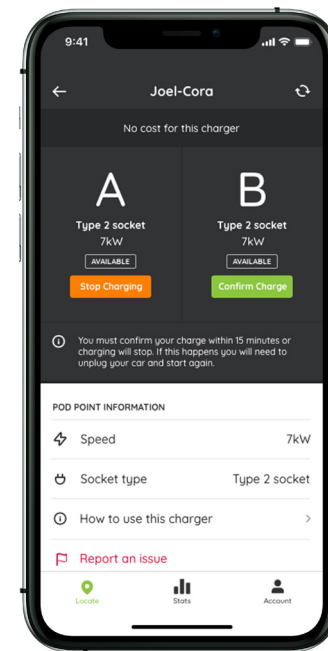 9:41
Joel-Cora
No cost for this charger
A
Type 2 socket
7kW
AVAILABLE
Stop Charging
B
Type 2 socket
7kW
AVAILABLE
Confirm Charge
You must confirm your charge within 15 minutes or
charging will stop. If this happens you will need to
unplug your car and start again.
POD POINT INFORMATION
Speed 7kW
Socket type Type 2 socket
How to use this charger
Report an issue
Locate Stats Account